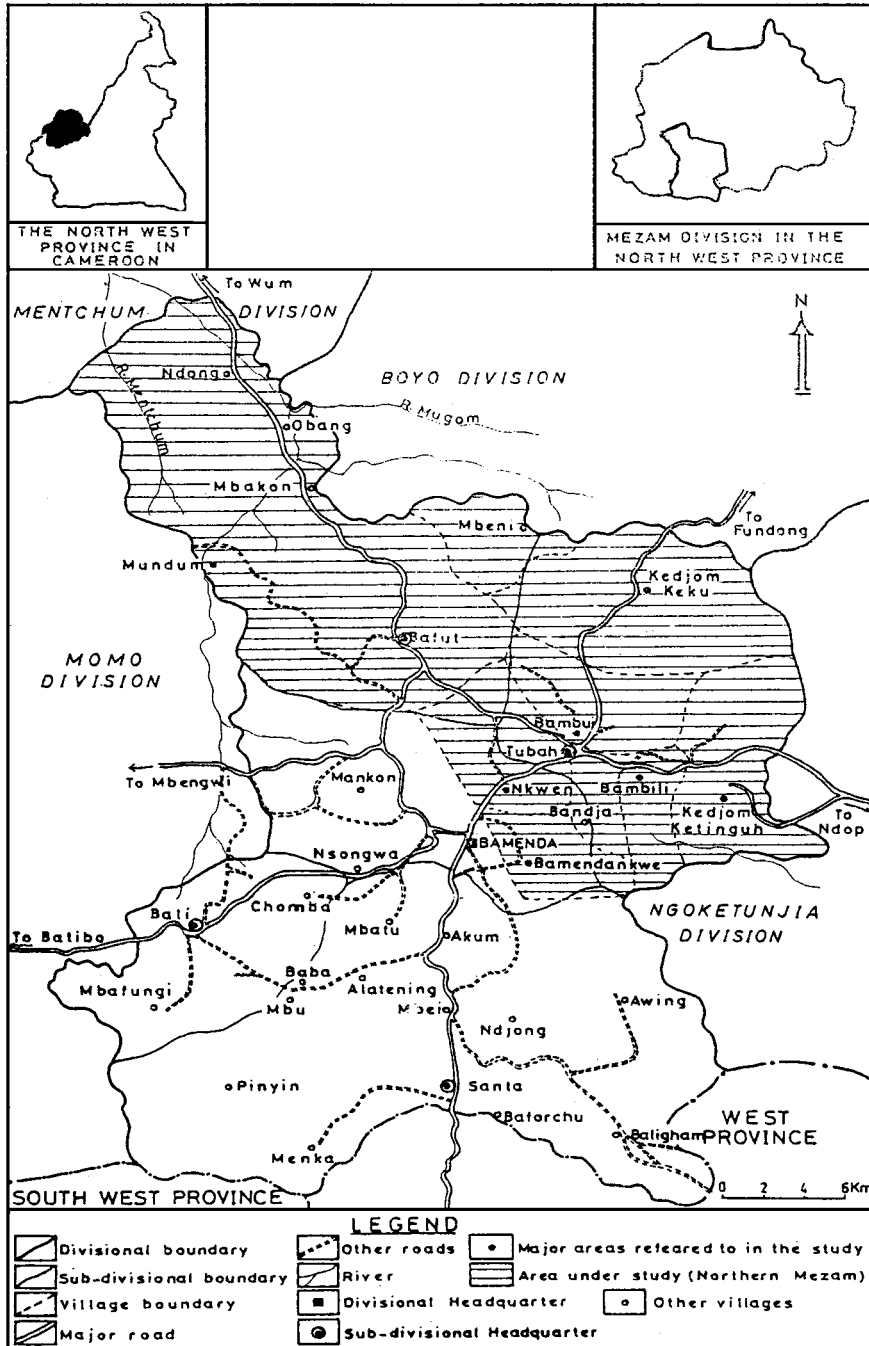 THE NORTH WEST
PROVINCE IN
CAMEROON
MEZAM DIVISION IN THE
NORTH WEST PROVINCE
To Wum
MENTCHUM DIVISION
N
Ndong
BOYO DIVISION
R. Mentchum
R. Mugom
Obang
Mbakon
Mbeni
To
Fundong
Mundum
Kedjom
Keku
Bafut
MOMO
DIVISION
Bambui
Tubah
To Mbengwi
Mankon
Nkwen
Bambili
Bandja
Kedjom
Ketinguh
To
Ndop
BAMENDA
Nsongwa
Bamendankwe
Chomba
Bali
Mbatu
NGOKETUNJIA
DIVISION
To Batibo
Akum
Baba
Alatening
Mbafungi
Mbu
Mbei
Ndjong
Awing
Pinyin
Santa
WEST
PROVINCE
Baforchu
Baligham
Menka
SOUTH WEST PROVINCE
0 2 4 6Km
LEGEND
Divisional boundary
Other roads
Major areas refeared to in the study
Sub-divisional boundary
River
Area under study (Northern Mezam)
Village boundary
Divisional Headquarter
Other villages
Major road
Sub-divisional Headquarter